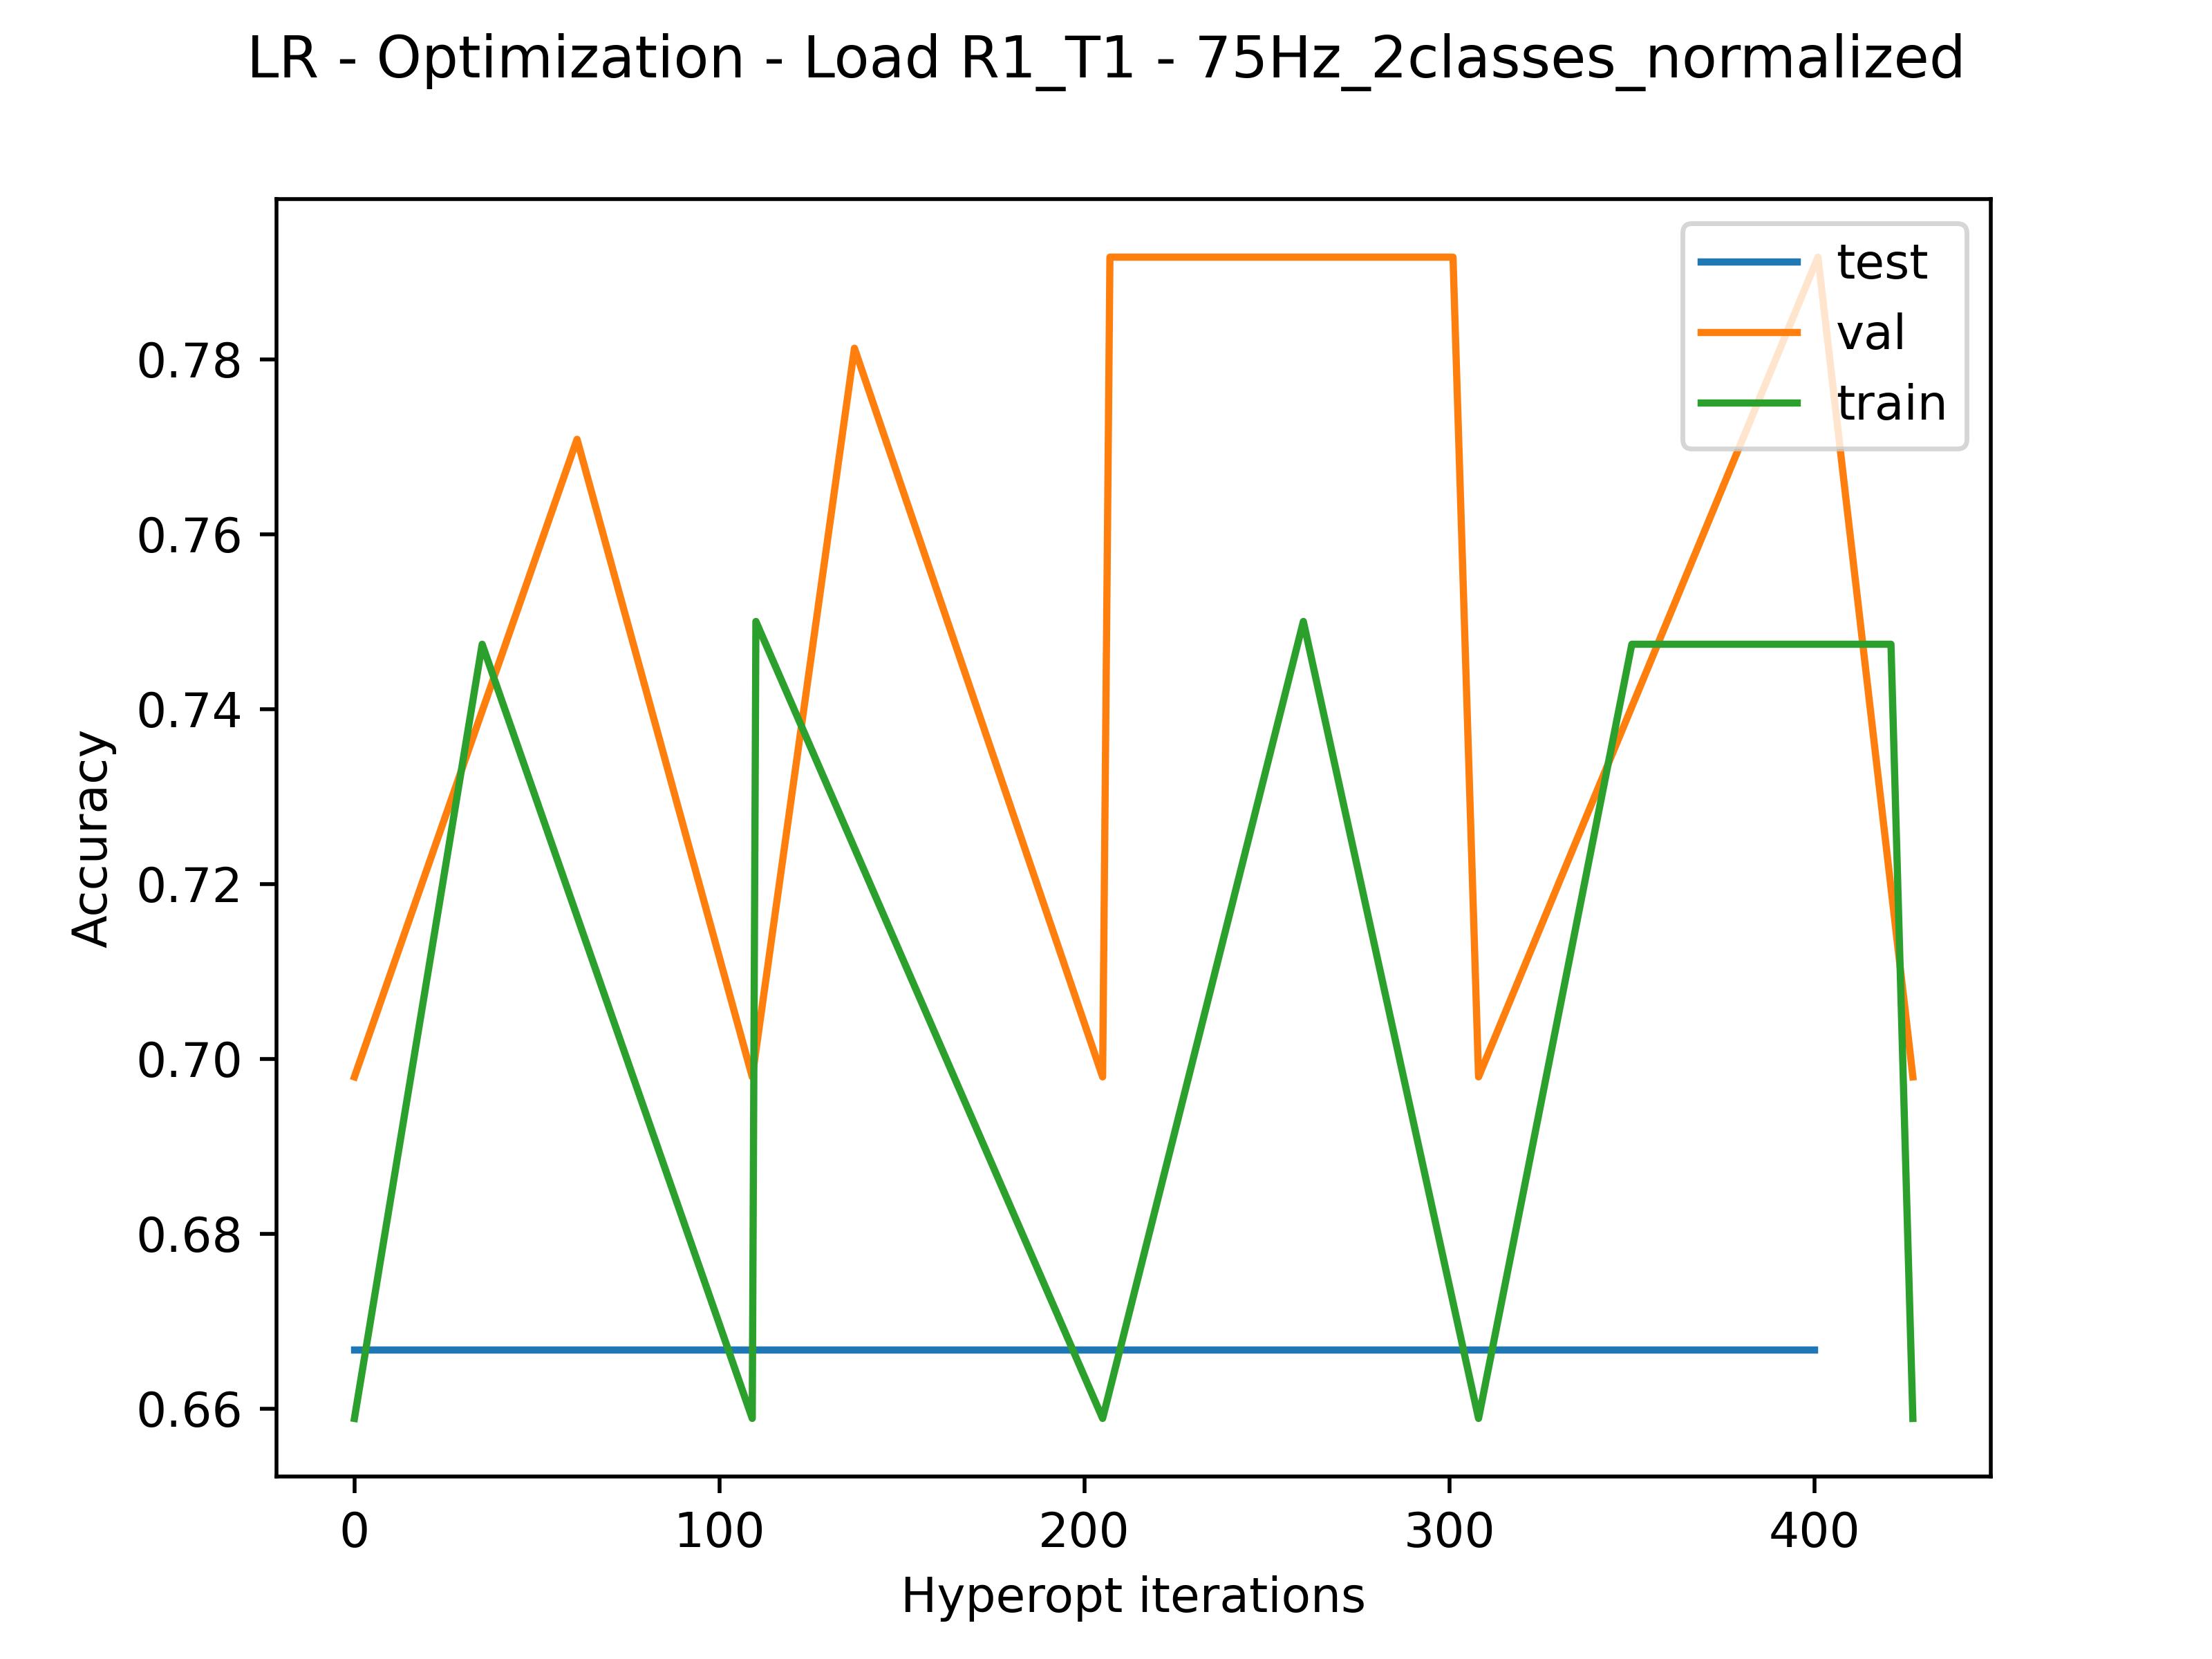 LR - Optimization - Load R1_T1 - 75Hz_2classes_normalized
test
val
train
0.78
0.76
0.74
0.72
0.70
0.68
0.66
Accuracy
0 100 200 300 400
Hyperopt iterations